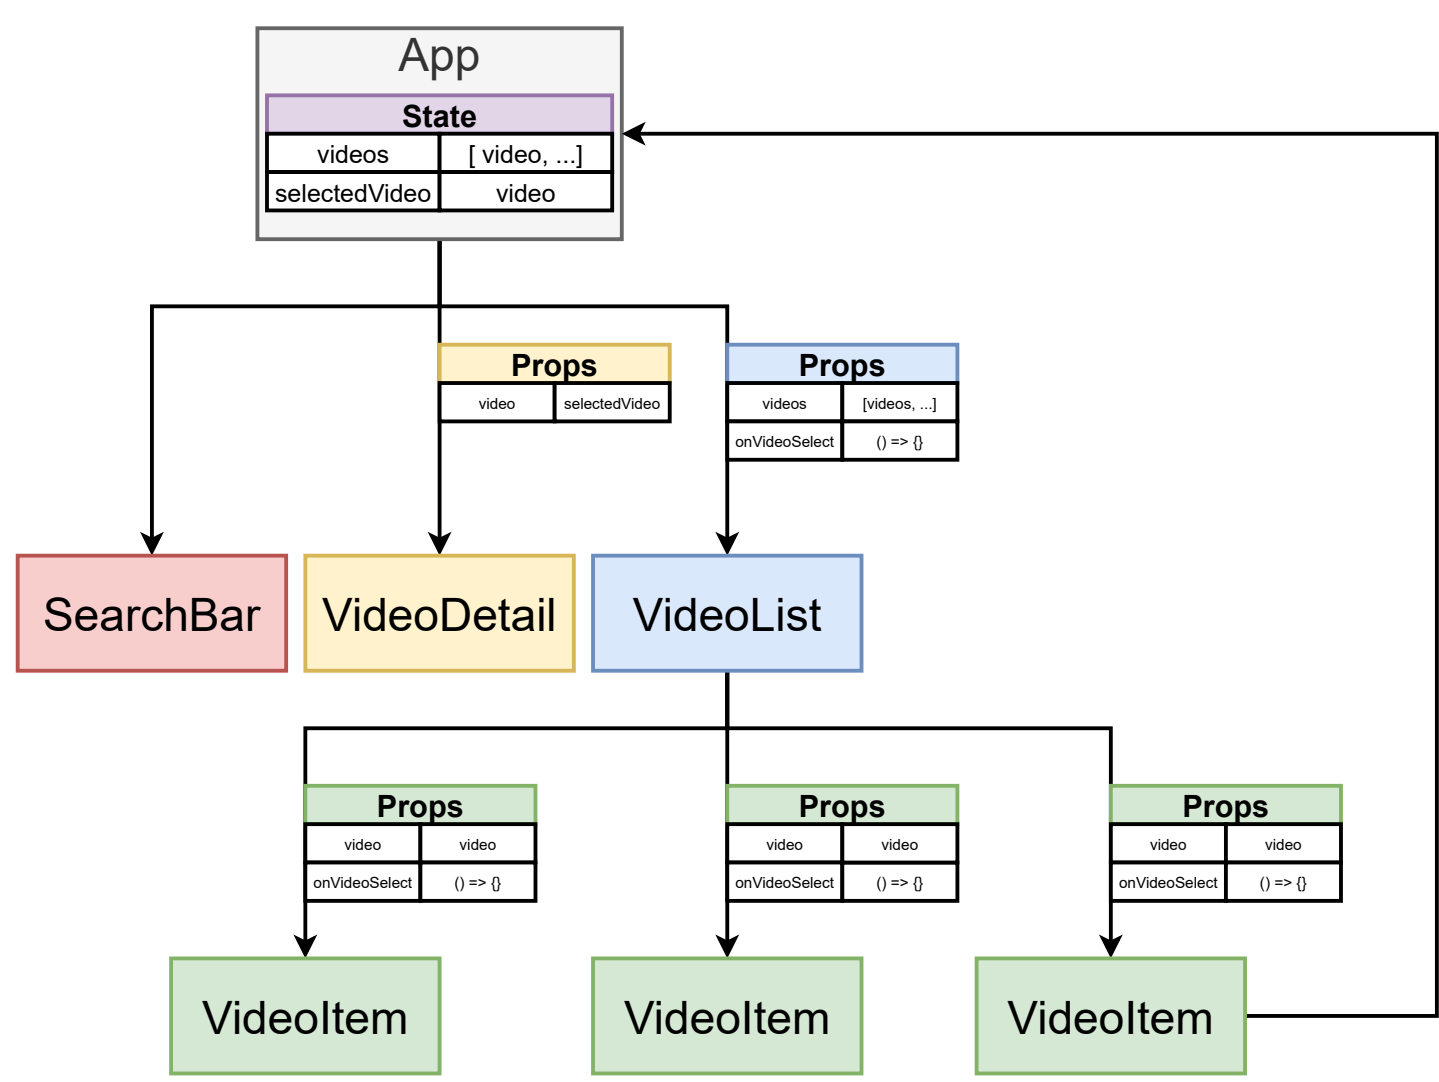 App
State
videos [ video, ...]
selectedVideo video
Props Props
video selectedVideo videos [videos, ...]
onVideoSelect () => {}
SearchBar VideoDetail VideoList
Props Props Props
video video video video video video
onVideoSelect () => {} onVideoSelect () => {} onVideoSelect () => {}
VideoItem VideoItem VideoItem